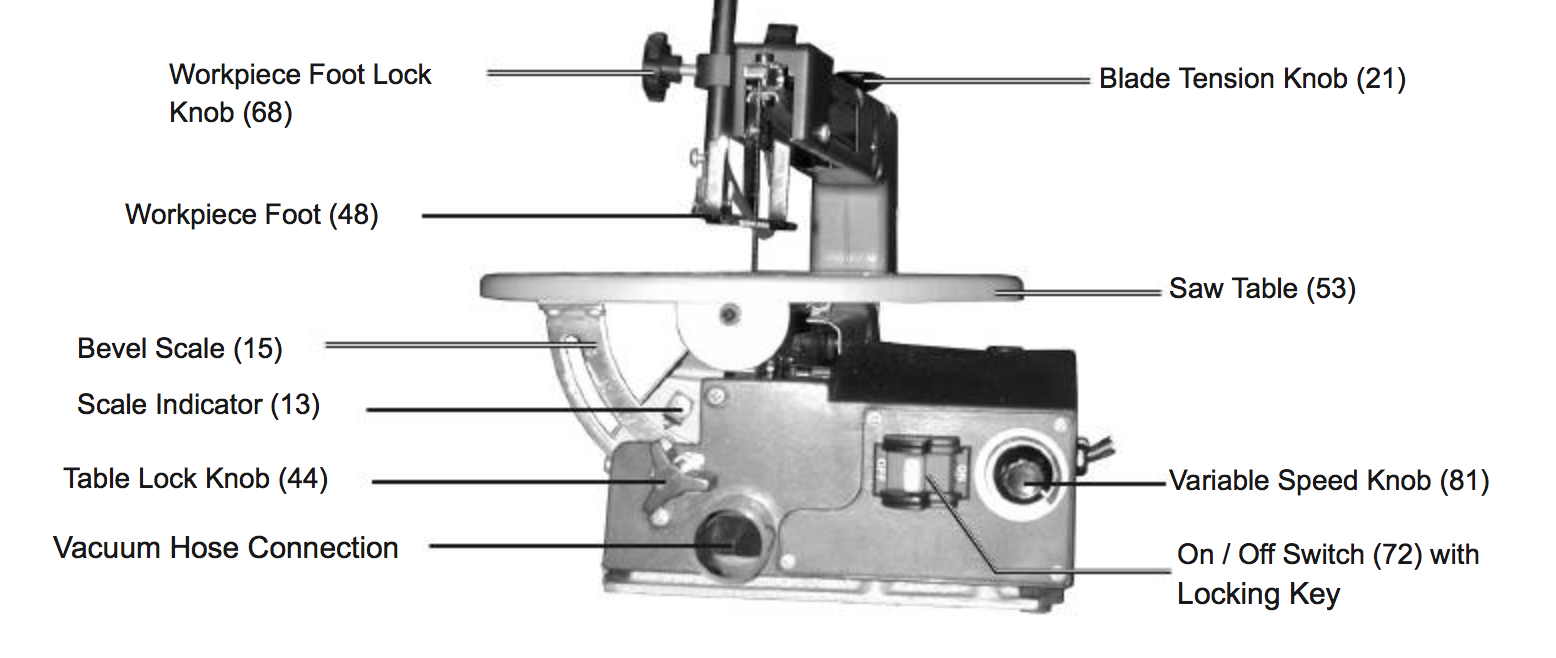 Workpiece Foot Lock
Knob (68)
Blade Tension Knob (21)
Workpiece Foot (48)
Saw Table (53)
Bevel Scale (15)
Scale Indicator (13)
Table Lock Knob (44)
Variable Speed Knob (81)
Vacuum Hose Connection
On / Off Switch (72) with
Locking Key